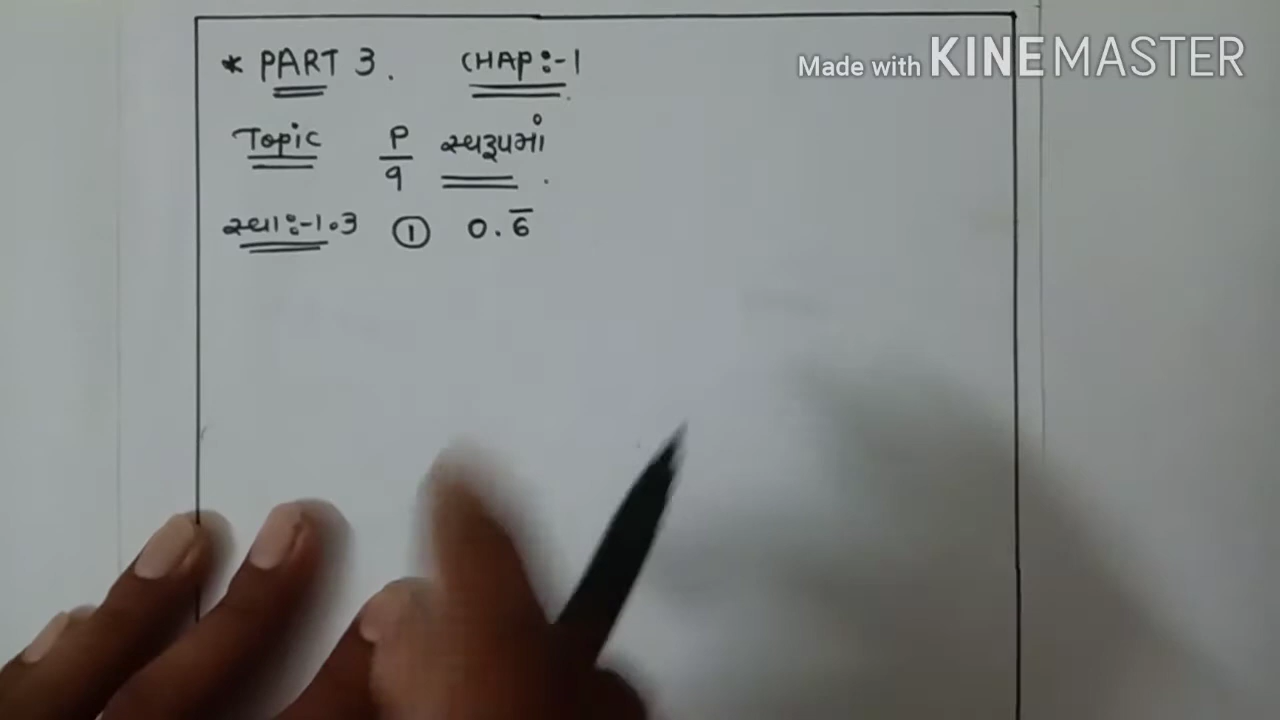 * PART 3. CHAP:-1
Made with KINEMASTER
Topic P/q સ્વરૂપમાં.
સ્વા:-1.3 ① 0.6̅